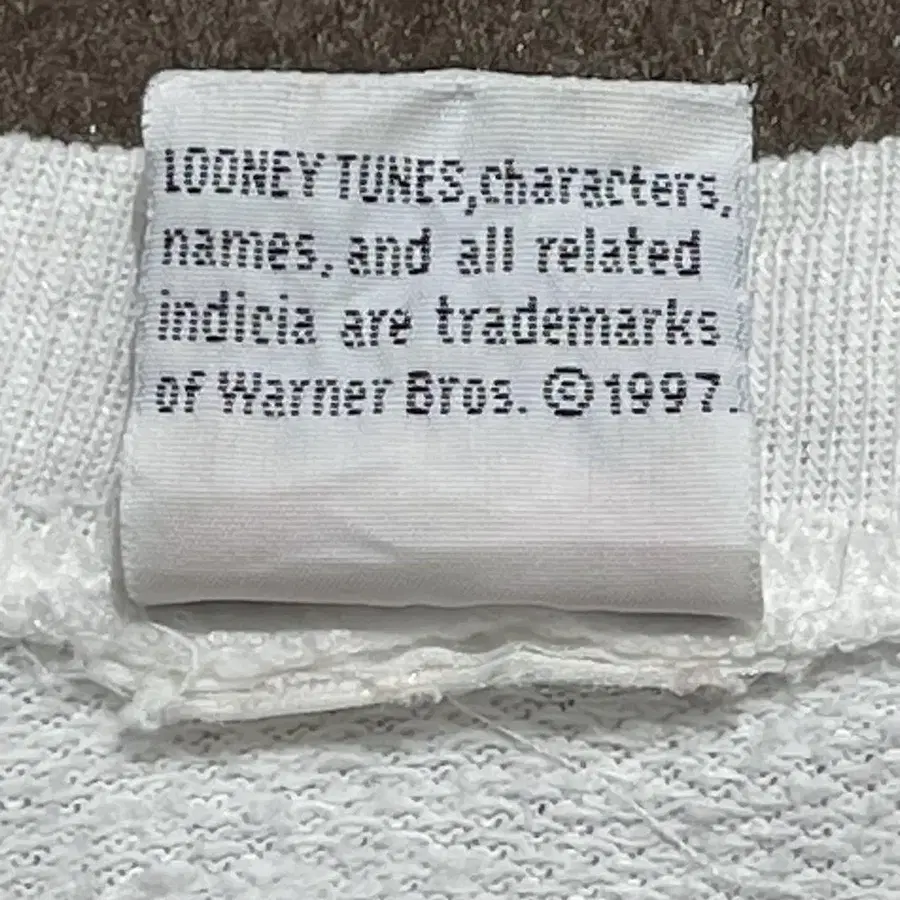 LOONEY TUNES,characters,
names, and all related
indicia are trademarks
of Warner Bros. ©1997.